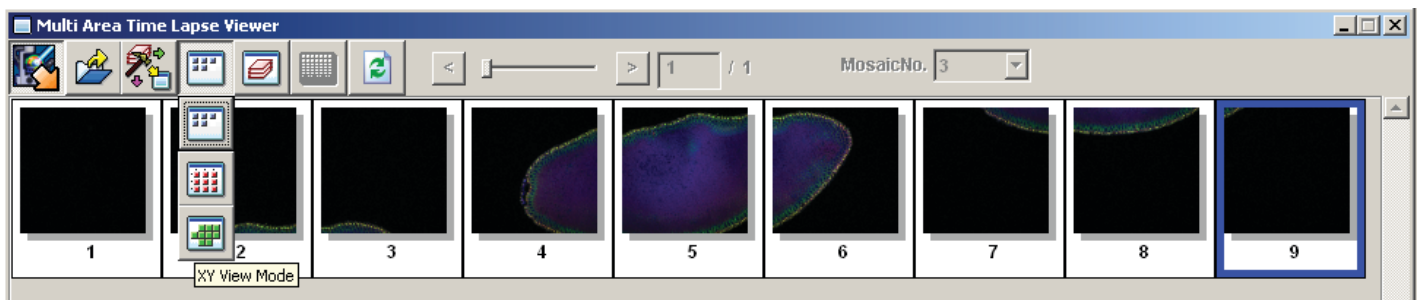 Multi Area Time Lapse Viewer
< > 1 / 1 MosaicNo. 3
1 2 3 4 5 6 7 8 9
XY View Mode